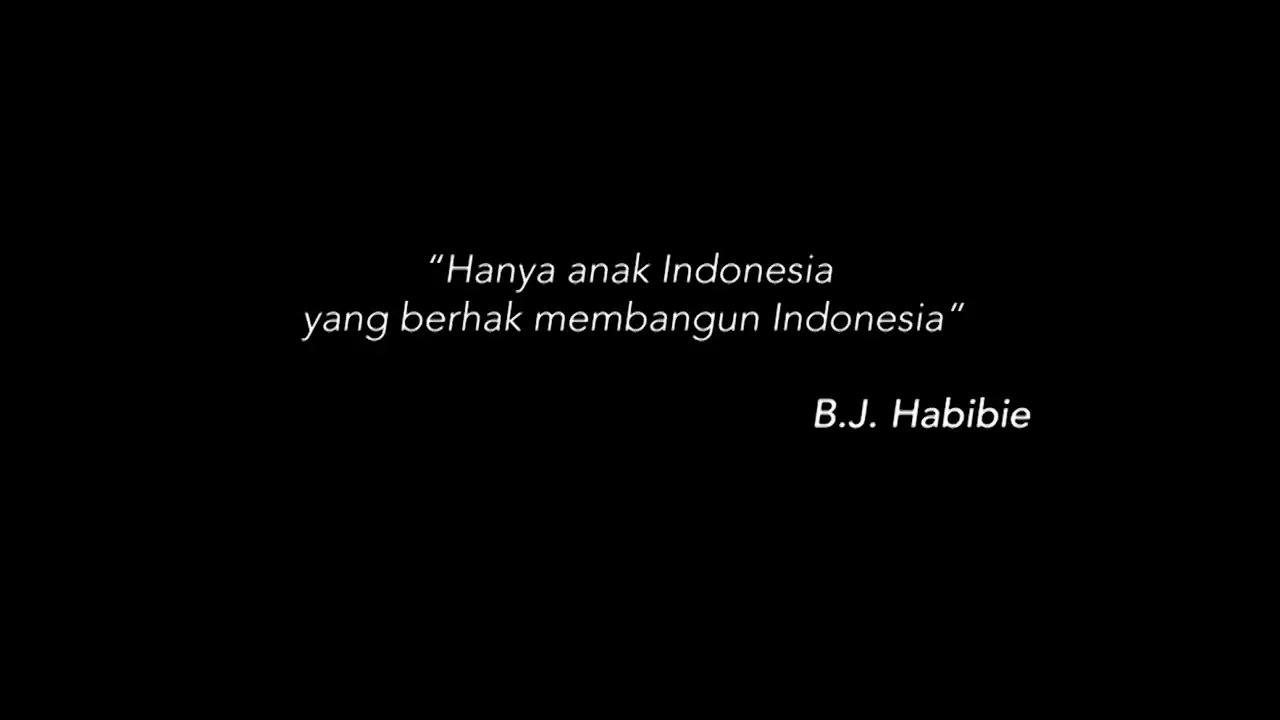 “Hanya anak Indonesia
yang berhak membangun Indonesia”
B.J. Habibie